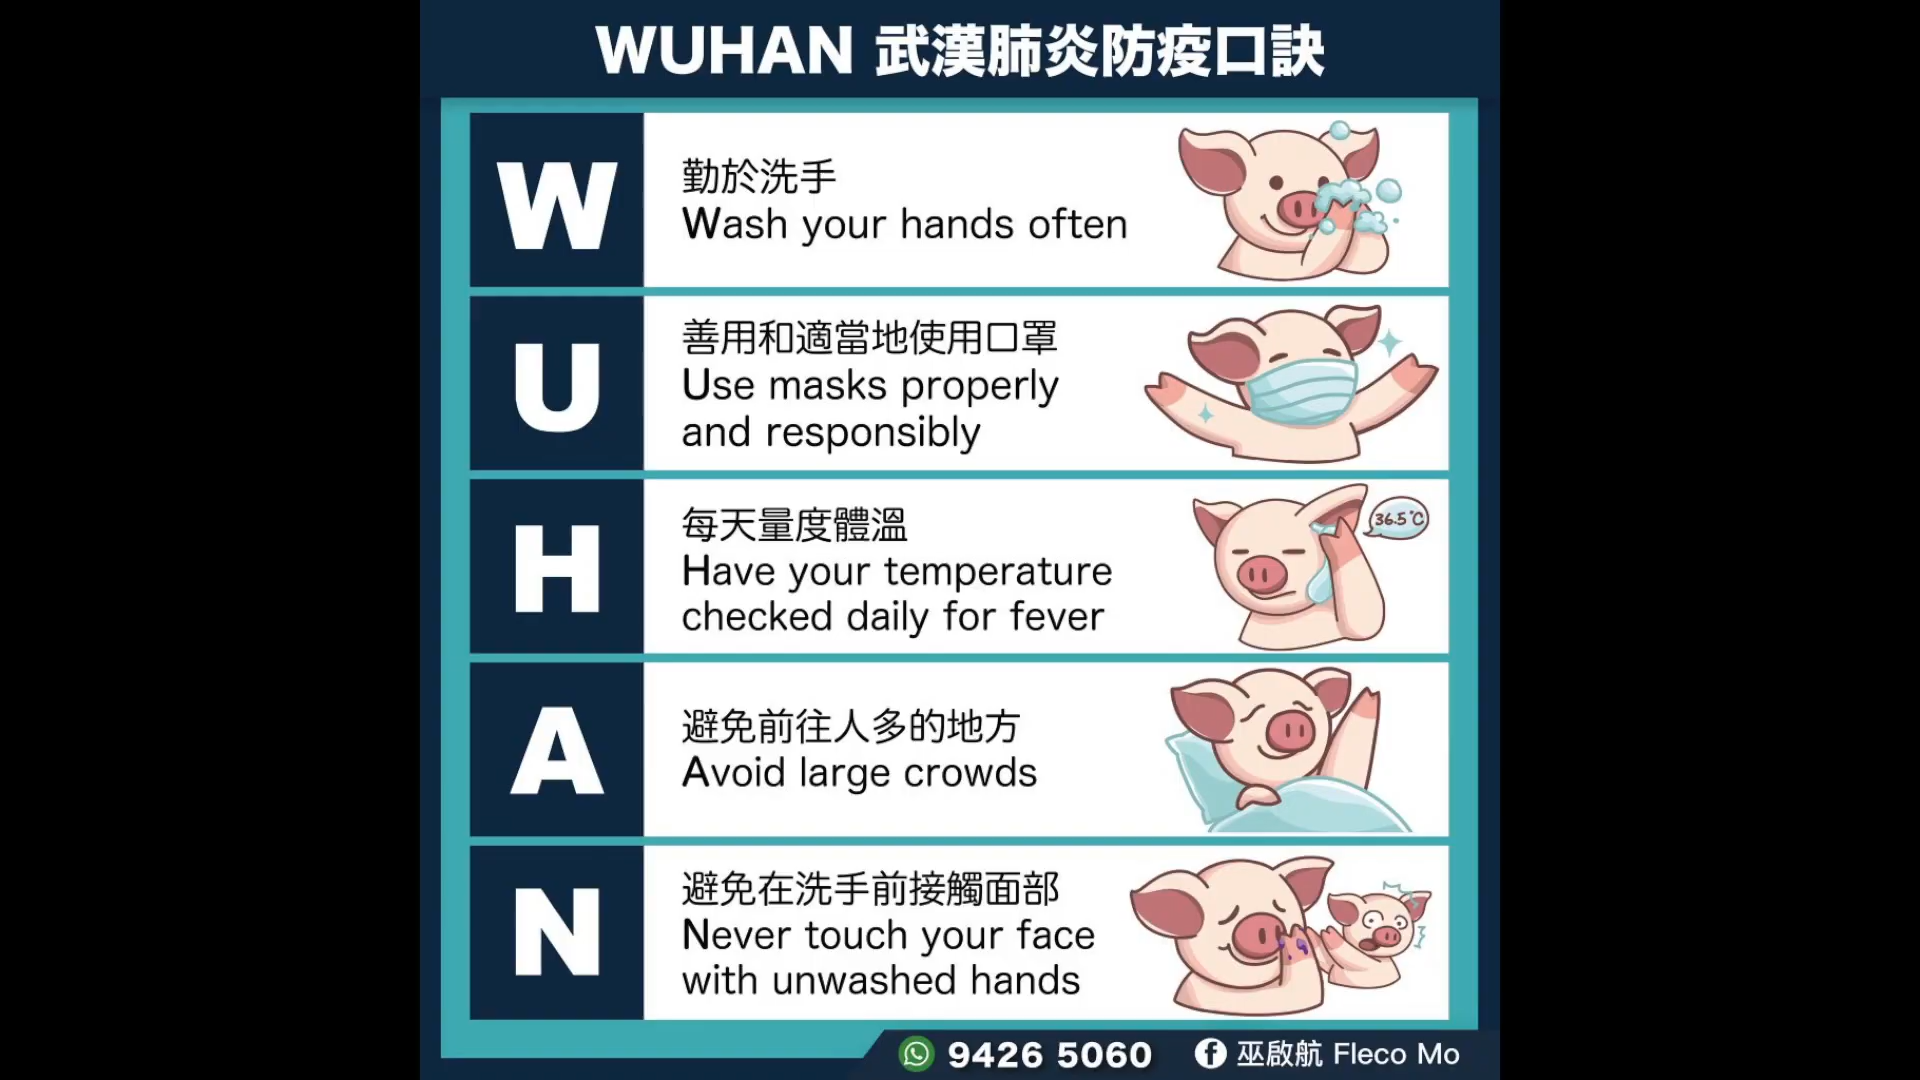 WUHAN 武漢肺炎防疫口訣
W
勤於洗手
Wash your hands often
U
善用和適當地使用口罩
Use masks properly
and responsibly
H
每天量度體溫
Have your temperature
checked daily for fever
36.5°C
A
避免前往人多的地方
Avoid large crowds
N
避免在洗手前接觸面部
Never touch your face
with unwashed hands
9426 5060 巫啟航 Fleco Mo